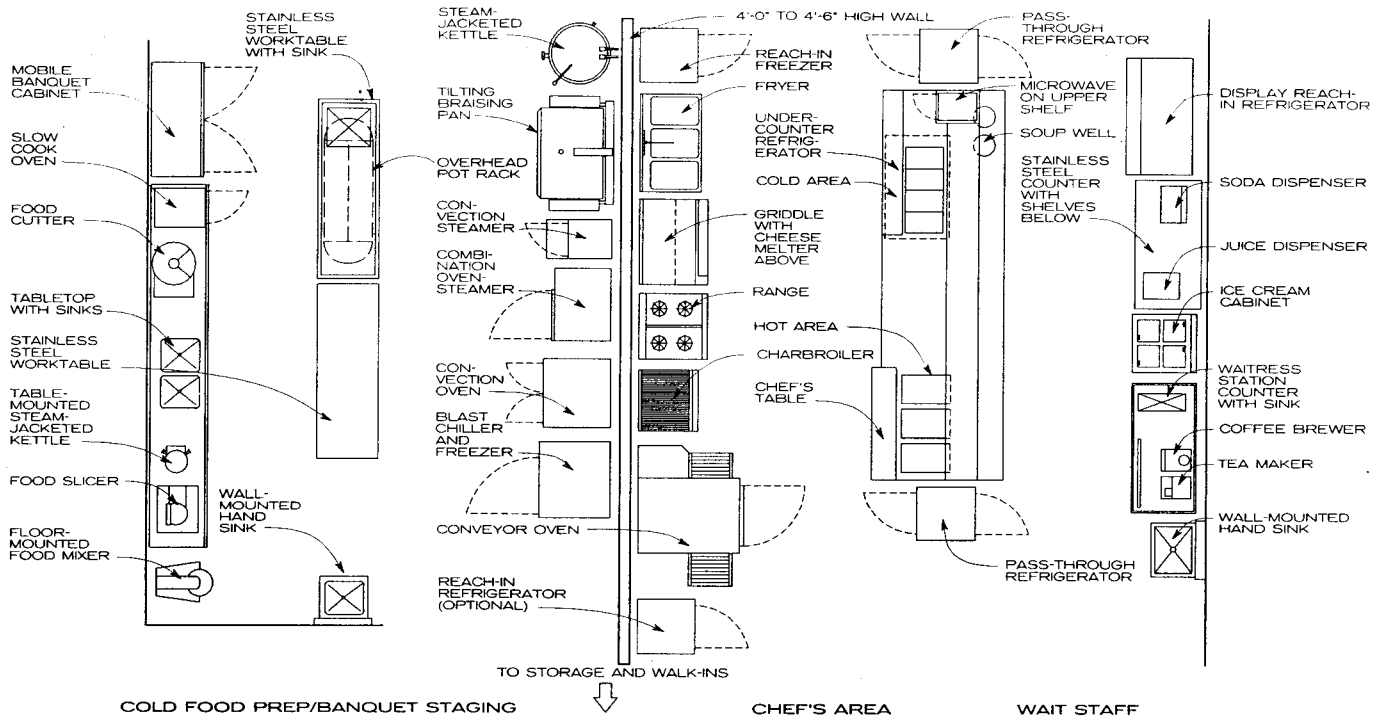 STAINLESS
STEEL
WORKTABLE
WITH SINK
MOBILE
BANQUET
CABINET
SLOW
COOK
OVEN
FOOD
CUTTER
TABLETOP
WITH SINKS
STAINLESS
STEEL
WORKTABLE
TABLE-
MOUNTED
STEAM-
JACKETED
KETTLE
FOOD SLICER
FLOOR-
MOUNTED
FOOD MIXER
WALL-
MOUNTED
HAND
SINK
STEAM-
JACKETED
KETTLE
TILTING
BRAISING
PAN
OVERHEAD
POT RACK
CON-
VECTION
STEAMER
COMBI-
NATION
OVEN-
STEAMER
CON-
VECTION
OVEN
BLAST
CHILLER
AND
FREEZER
CONVEYOR OVEN
REACH-IN
REFRIGERATOR
(OPTIONAL)
4'-0" TO 4'-6" HIGH WALL
REACH-IN
FREEZER
FRYER
UNDER-
COUNTER
REFRIG-
ERATOR
COLD AREA
GRIDDLE
WITH
CHEESE
MELTER
ABOVE
RANGE
HOT AREA
CHARBROILER
CHEF'S
TABLE
PASS-
THROUGH
REFRIGERATOR
MICROWAVE
ON UPPER
SHELF
SOUP WELL
STAINLESS
STEEL
COUNTER
WITH
SHELVES
BELOW
PASS-THROUGH
REFRIGERATOR
DISPLAY REACH-
IN REFRIGERATOR
SODA DISPENSER
JUICE DISPENSER
ICE CREAM
CABINET
WAITRESS
STATION
COUNTER
WITH SINK
COFFEE BREWER
TEA MAKER
WALL-MOUNTED
HAND SINK
TO STORAGE AND WALK-INS
COLD FOOD PREP/BANQUET STAGING
CHEF'S AREA
WAIT STAFF